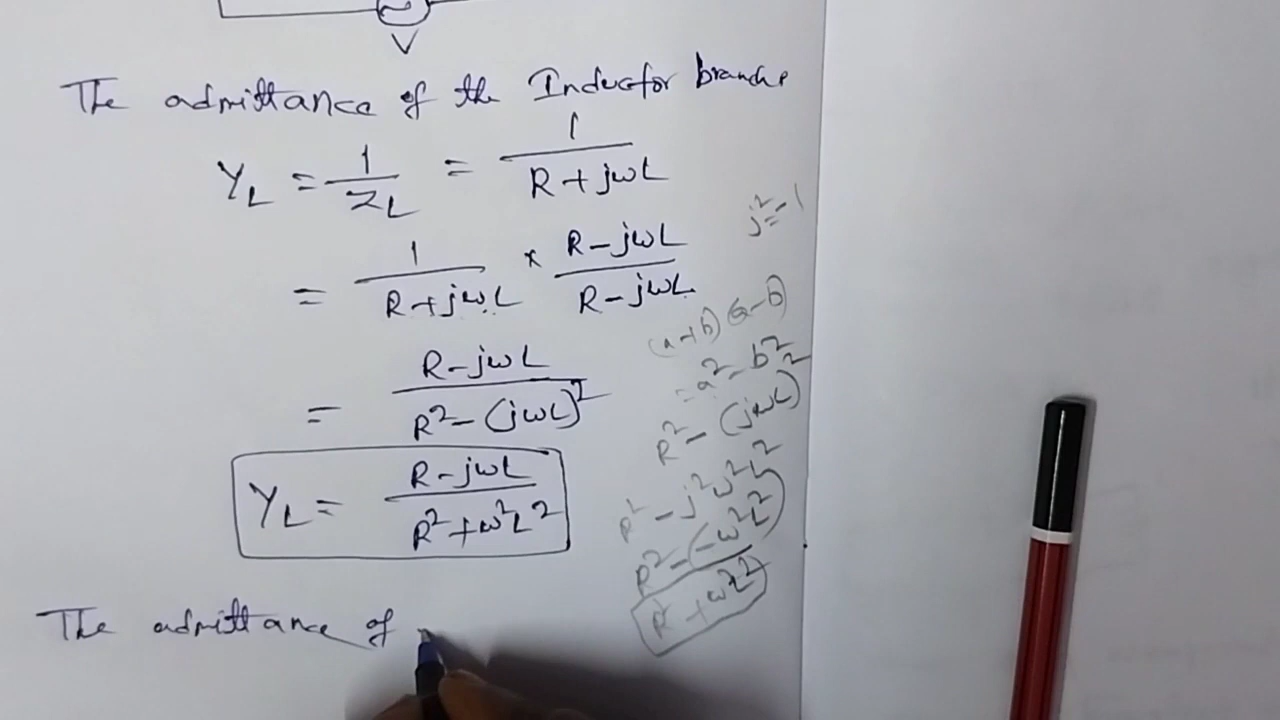 V
The admittance of the Inductor branch
Y_L = 1/Z_L = 1/(R + jωL)
= 1/(R + jωL) × (R - jωL)/(R - jωL)
j² = -1
(a+b) (a-b)
= a² - b²
= (R - jωL)/(R² - (jωL)²)
R² - (jωL)²
Y_L = (R - jωL)/(R² + ω²L²)
R² - j²ω²L²
R² - (-ω²L²)
R² + ω²L²
The admittance of